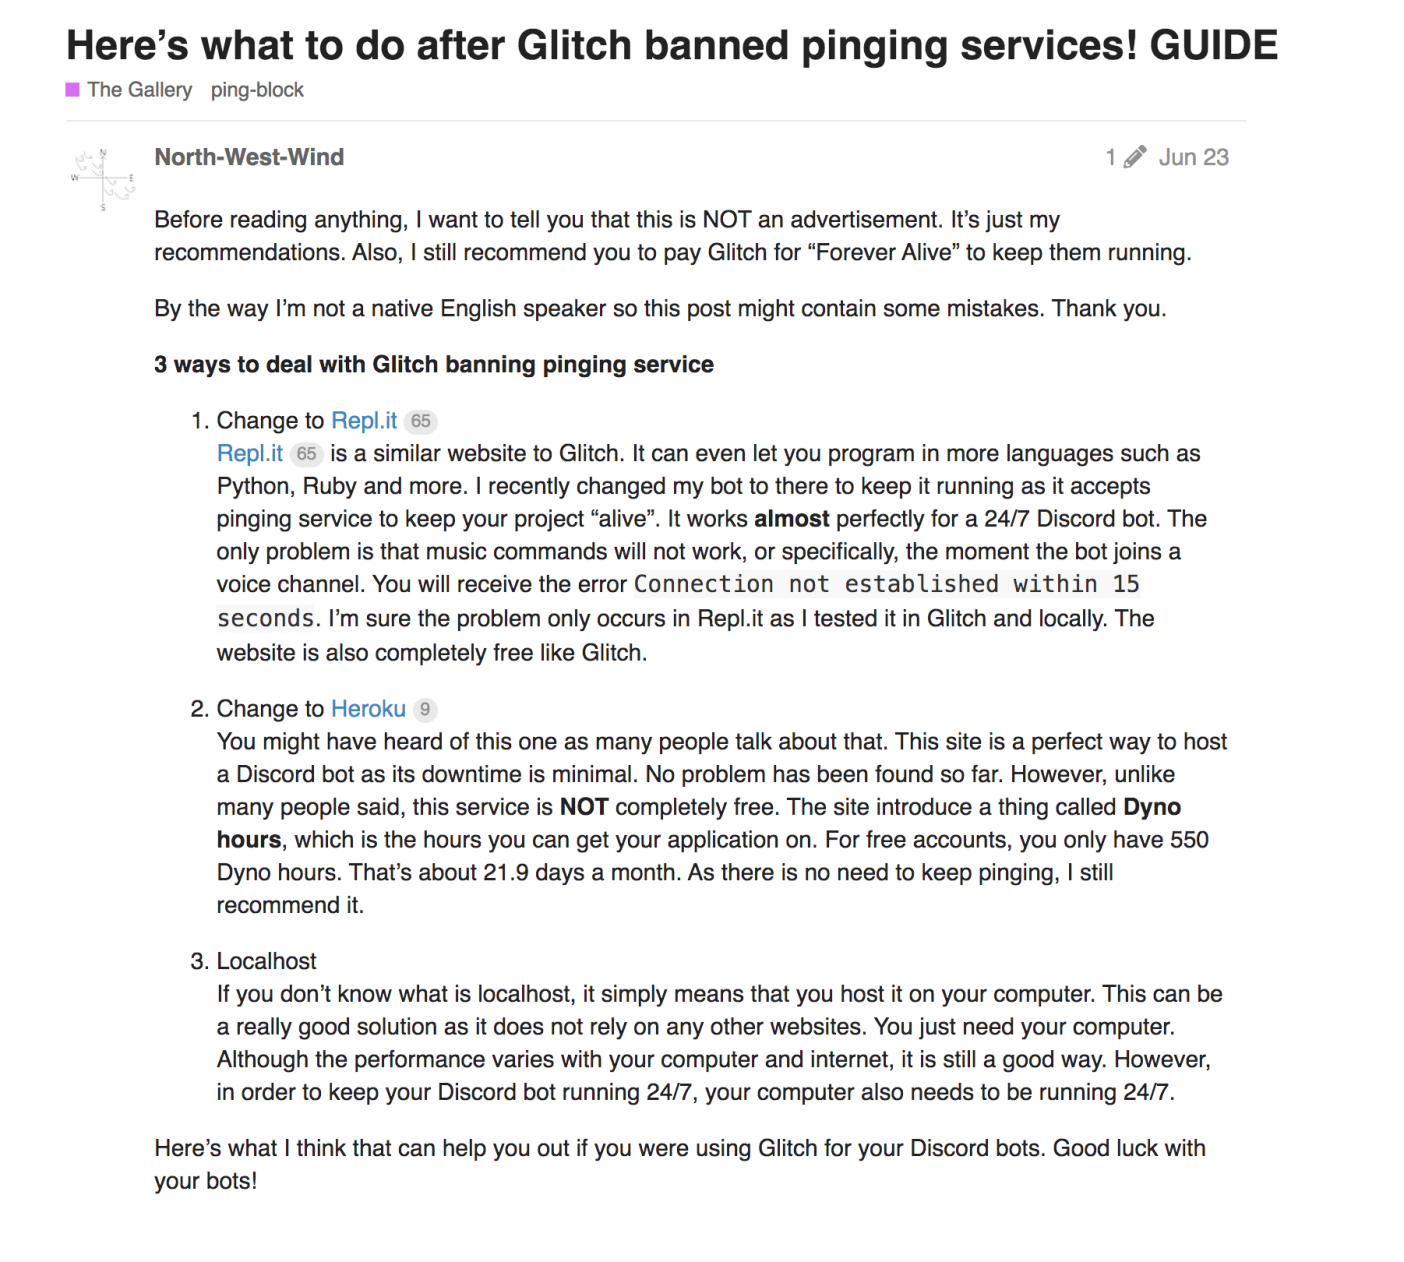 Here’s what to do after Glitch banned pinging services! GUIDE
The Gallery ping-block
North-West-Wind
1 Jun 23
N
W E
S
Before reading anything, I want to tell you that this is NOT an advertisement. It’s just my
recommendations. Also, I still recommend you to pay Glitch for “Forever Alive” to keep them running.
By the way I’m not a native English speaker so this post might contain some mistakes. Thank you.
3 ways to deal with Glitch banning pinging service
1. Change to Repl.it 65
Repl.it 65 is a similar website to Glitch. It can even let you program in more languages such as
Python, Ruby and more. I recently changed my bot to there to keep it running as it accepts
pinging service to keep your project “alive”. It works almost perfectly for a 24/7 Discord bot. The
only problem is that music commands will not work, or specifically, the moment the bot joins a
voice channel. You will receive the error Connection not established within 15
seconds. I’m sure the problem only occurs in Repl.it as I tested it in Glitch and locally. The
website is also completely free like Glitch.
2. Change to Heroku 9
You might have heard of this one as many people talk about that. This site is a perfect way to host
a Discord bot as its downtime is minimal. No problem has been found so far. However, unlike
many people said, this service is NOT completely free. The site introduce a thing called Dyno
hours, which is the hours you can get your application on. For free accounts, you only have 550
Dyno hours. That’s about 21.9 days a month. As there is no need to keep pinging, I still
recommend it.
3. Localhost
If you don’t know what is localhost, it simply means that you host it on your computer. This can be
a really good solution as it does not rely on any other websites. You just need your computer.
Although the performance varies with your computer and internet, it is still a good way. However,
in order to keep your Discord bot running 24/7, your computer also needs to be running 24/7.
Here’s what I think that can help you out if you were using Glitch for your Discord bots. Good luck with
your bots!